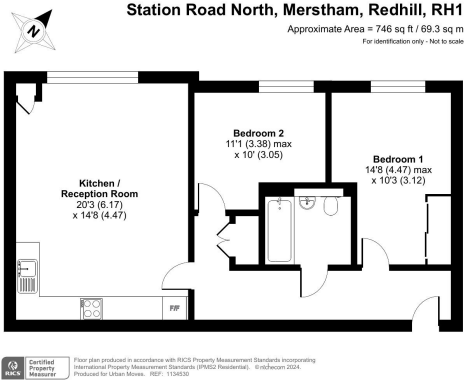 Station Road North, Merstham, Redhill, RH1
Approximate Area = 746 sq ft / 69.3 sq m
For identification only - Not to scale
N
Bedroom 2
11'1 (3.38) max
x 10' (3.05)
Bedroom 1
14'8 (4.47) max
x 10'3 (3.12)
Kitchen /
Reception Room
20'3 (6.17)
x 14'8 (4.47)
F/F
RICS
Certified
Property
Measurer
Floor plan produced in accordance with RICS Property Measurement Standards incorporating
International Property Measurement Standards (IPMS2 Residential). © ntchecom 2024.
Produced for Urban Moves. REF: 1134530